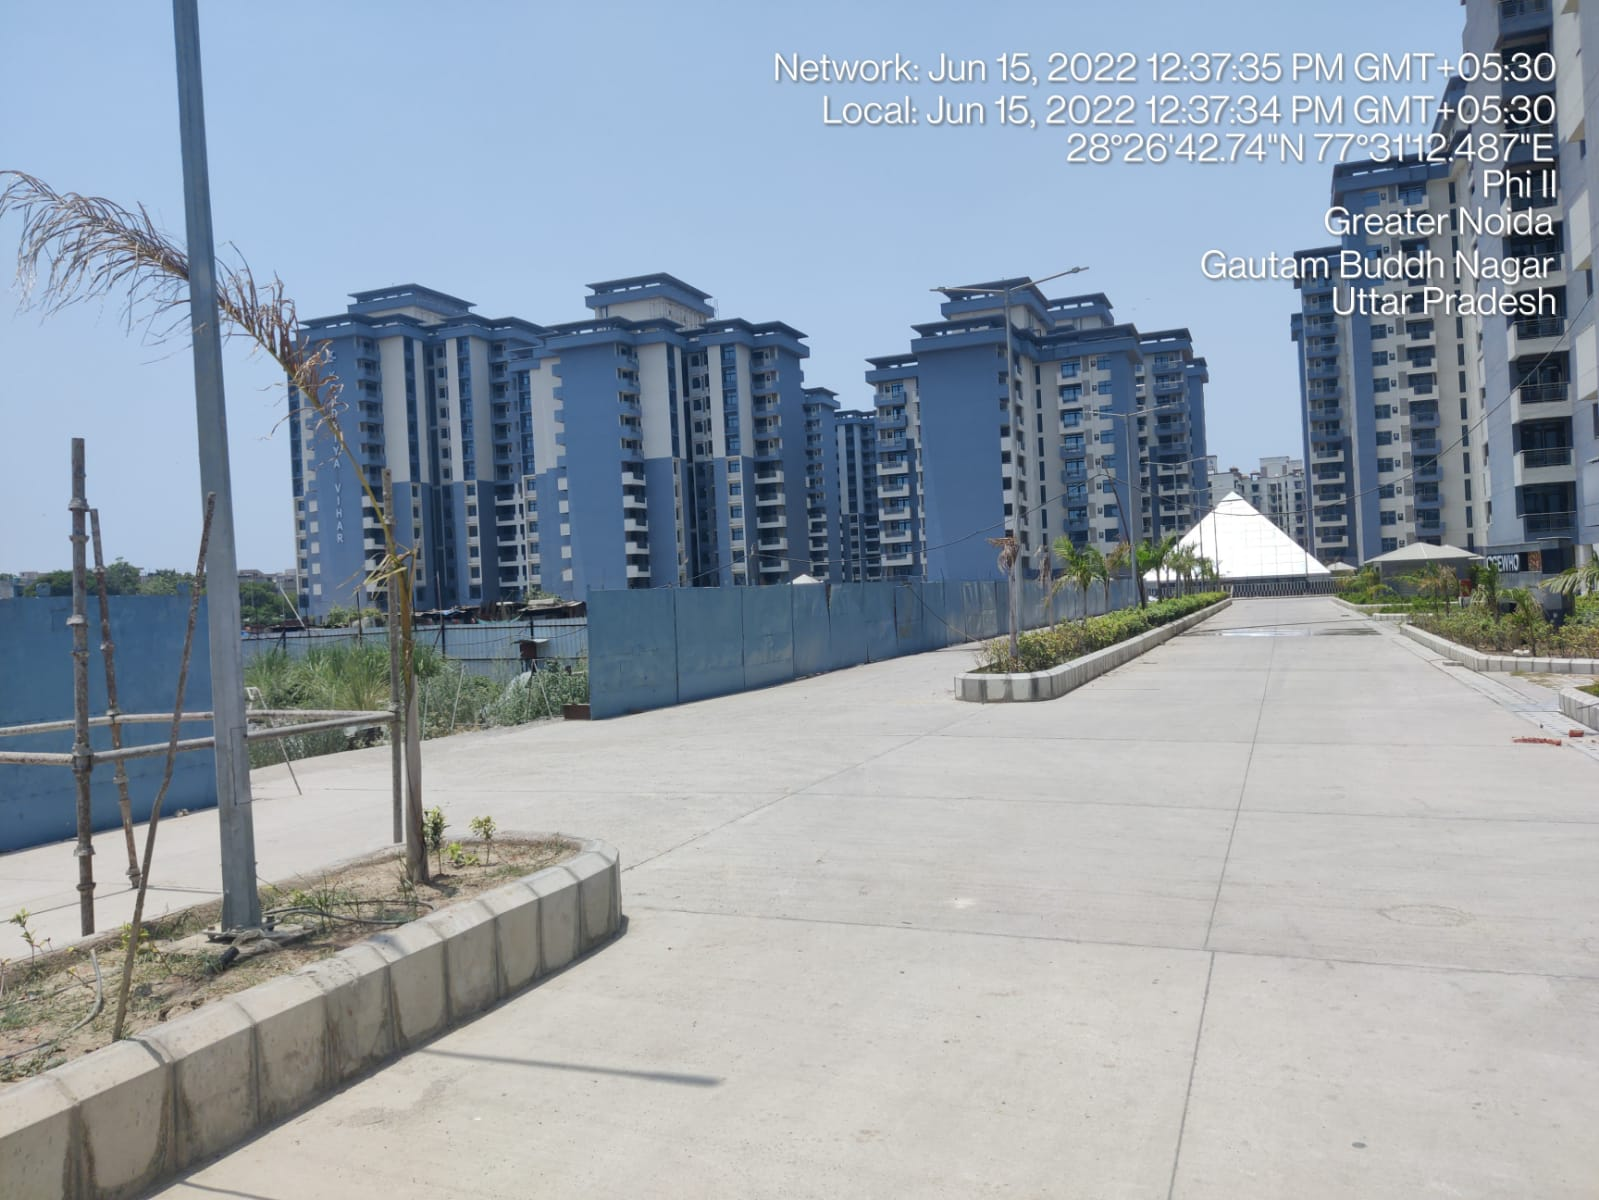 Network: Jun 15, 2022 12:37:35 PM GMT+05:30
Local: Jun 15, 2022 12:37:34 PM GMT+05:30
28°26'42.74"N 77°31'12.487"E
Phi II
Greater Noida
Gautam Buddh Nagar
Uttar Pradesh
VIHAR
CGEWHO